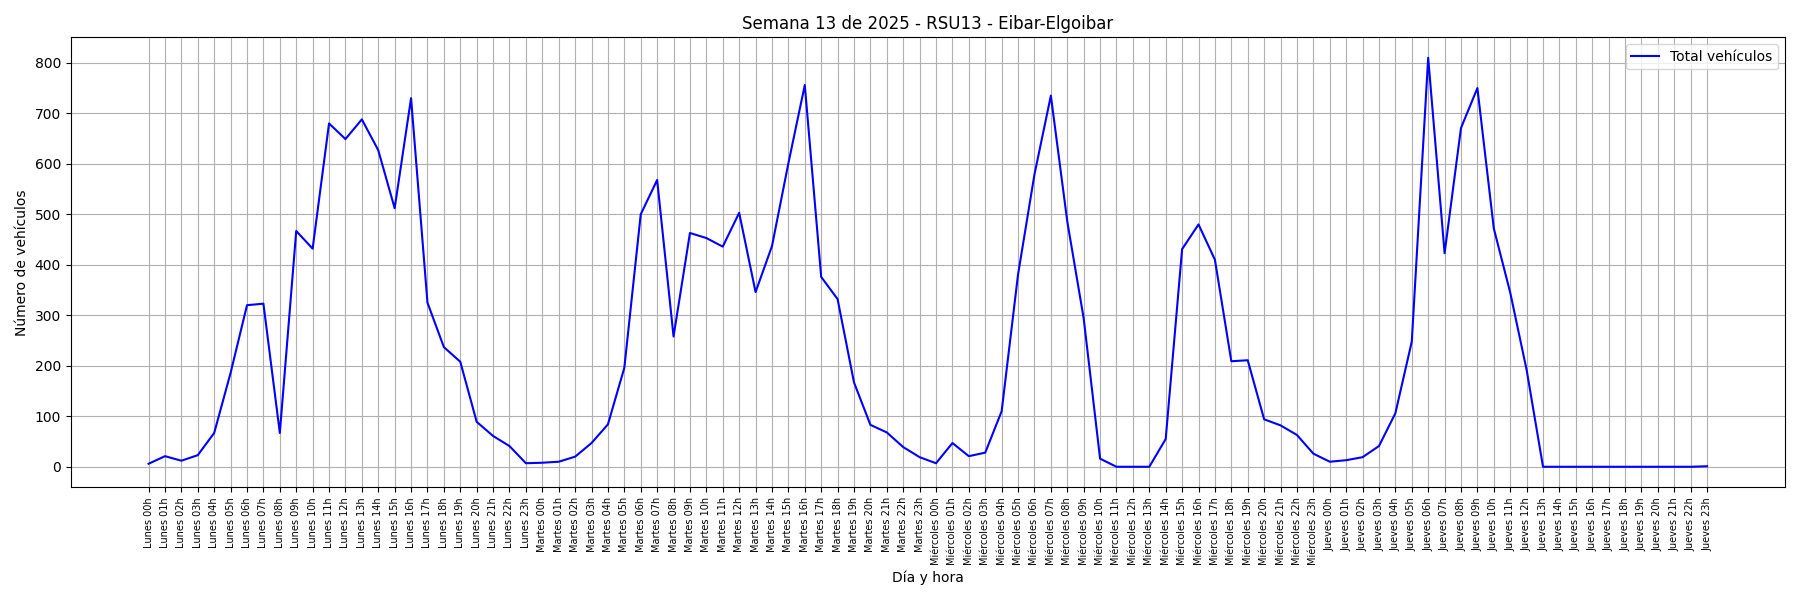 Semana 13 de 2025 - RSU13 - Eibar-Elgoibar
Total vehículos
Número de vehículos
800
700
600
500
400
300
200
100
0
Lunes 00h
Lunes 01h
Lunes 02h
Lunes 03h
Lunes 04h
Lunes 05h
Lunes 06h
Lunes 07h
Lunes 08h
Lunes 09h
Lunes 10h
Lunes 11h
Lunes 12h
Lunes 13h
Lunes 14h
Lunes 15h
Lunes 16h
Lunes 17h
Lunes 18h
Lunes 19h
Lunes 20h
Lunes 21h
Lunes 22h
Lunes 23h
Martes 00h
Martes 01h
Martes 02h
Martes 03h
Martes 04h
Martes 05h
Martes 06h
Martes 07h
Martes 08h
Martes 09h
Martes 10h
Martes 11h
Martes 12h
Martes 13h
Martes 14h
Martes 15h
Martes 16h
Martes 17h
Martes 18h
Martes 19h
Martes 20h
Martes 21h
Martes 22h
Martes 23h
Miércoles 00h
Miércoles 01h
Miércoles 02h
Miércoles 03h
Miércoles 04h
Miércoles 05h
Miércoles 06h
Miércoles 07h
Miércoles 08h
Miércoles 09h
Miércoles 10h
Miércoles 11h
Miércoles 12h
Miércoles 13h
Miércoles 14h
Miércoles 15h
Miércoles 16h
Miércoles 17h
Miércoles 18h
Miércoles 19h
Miércoles 20h
Miércoles 21h
Miércoles 22h
Miércoles 23h
Jueves 00h
Jueves 01h
Jueves 02h
Jueves 03h
Jueves 04h
Jueves 05h
Jueves 06h
Jueves 07h
Jueves 08h
Jueves 09h
Jueves 10h
Jueves 11h
Jueves 12h
Jueves 13h
Jueves 14h
Jueves 15h
Jueves 16h
Jueves 17h
Jueves 18h
Jueves 19h
Jueves 20h
Jueves 21h
Jueves 22h
Jueves 23h
Día y hora